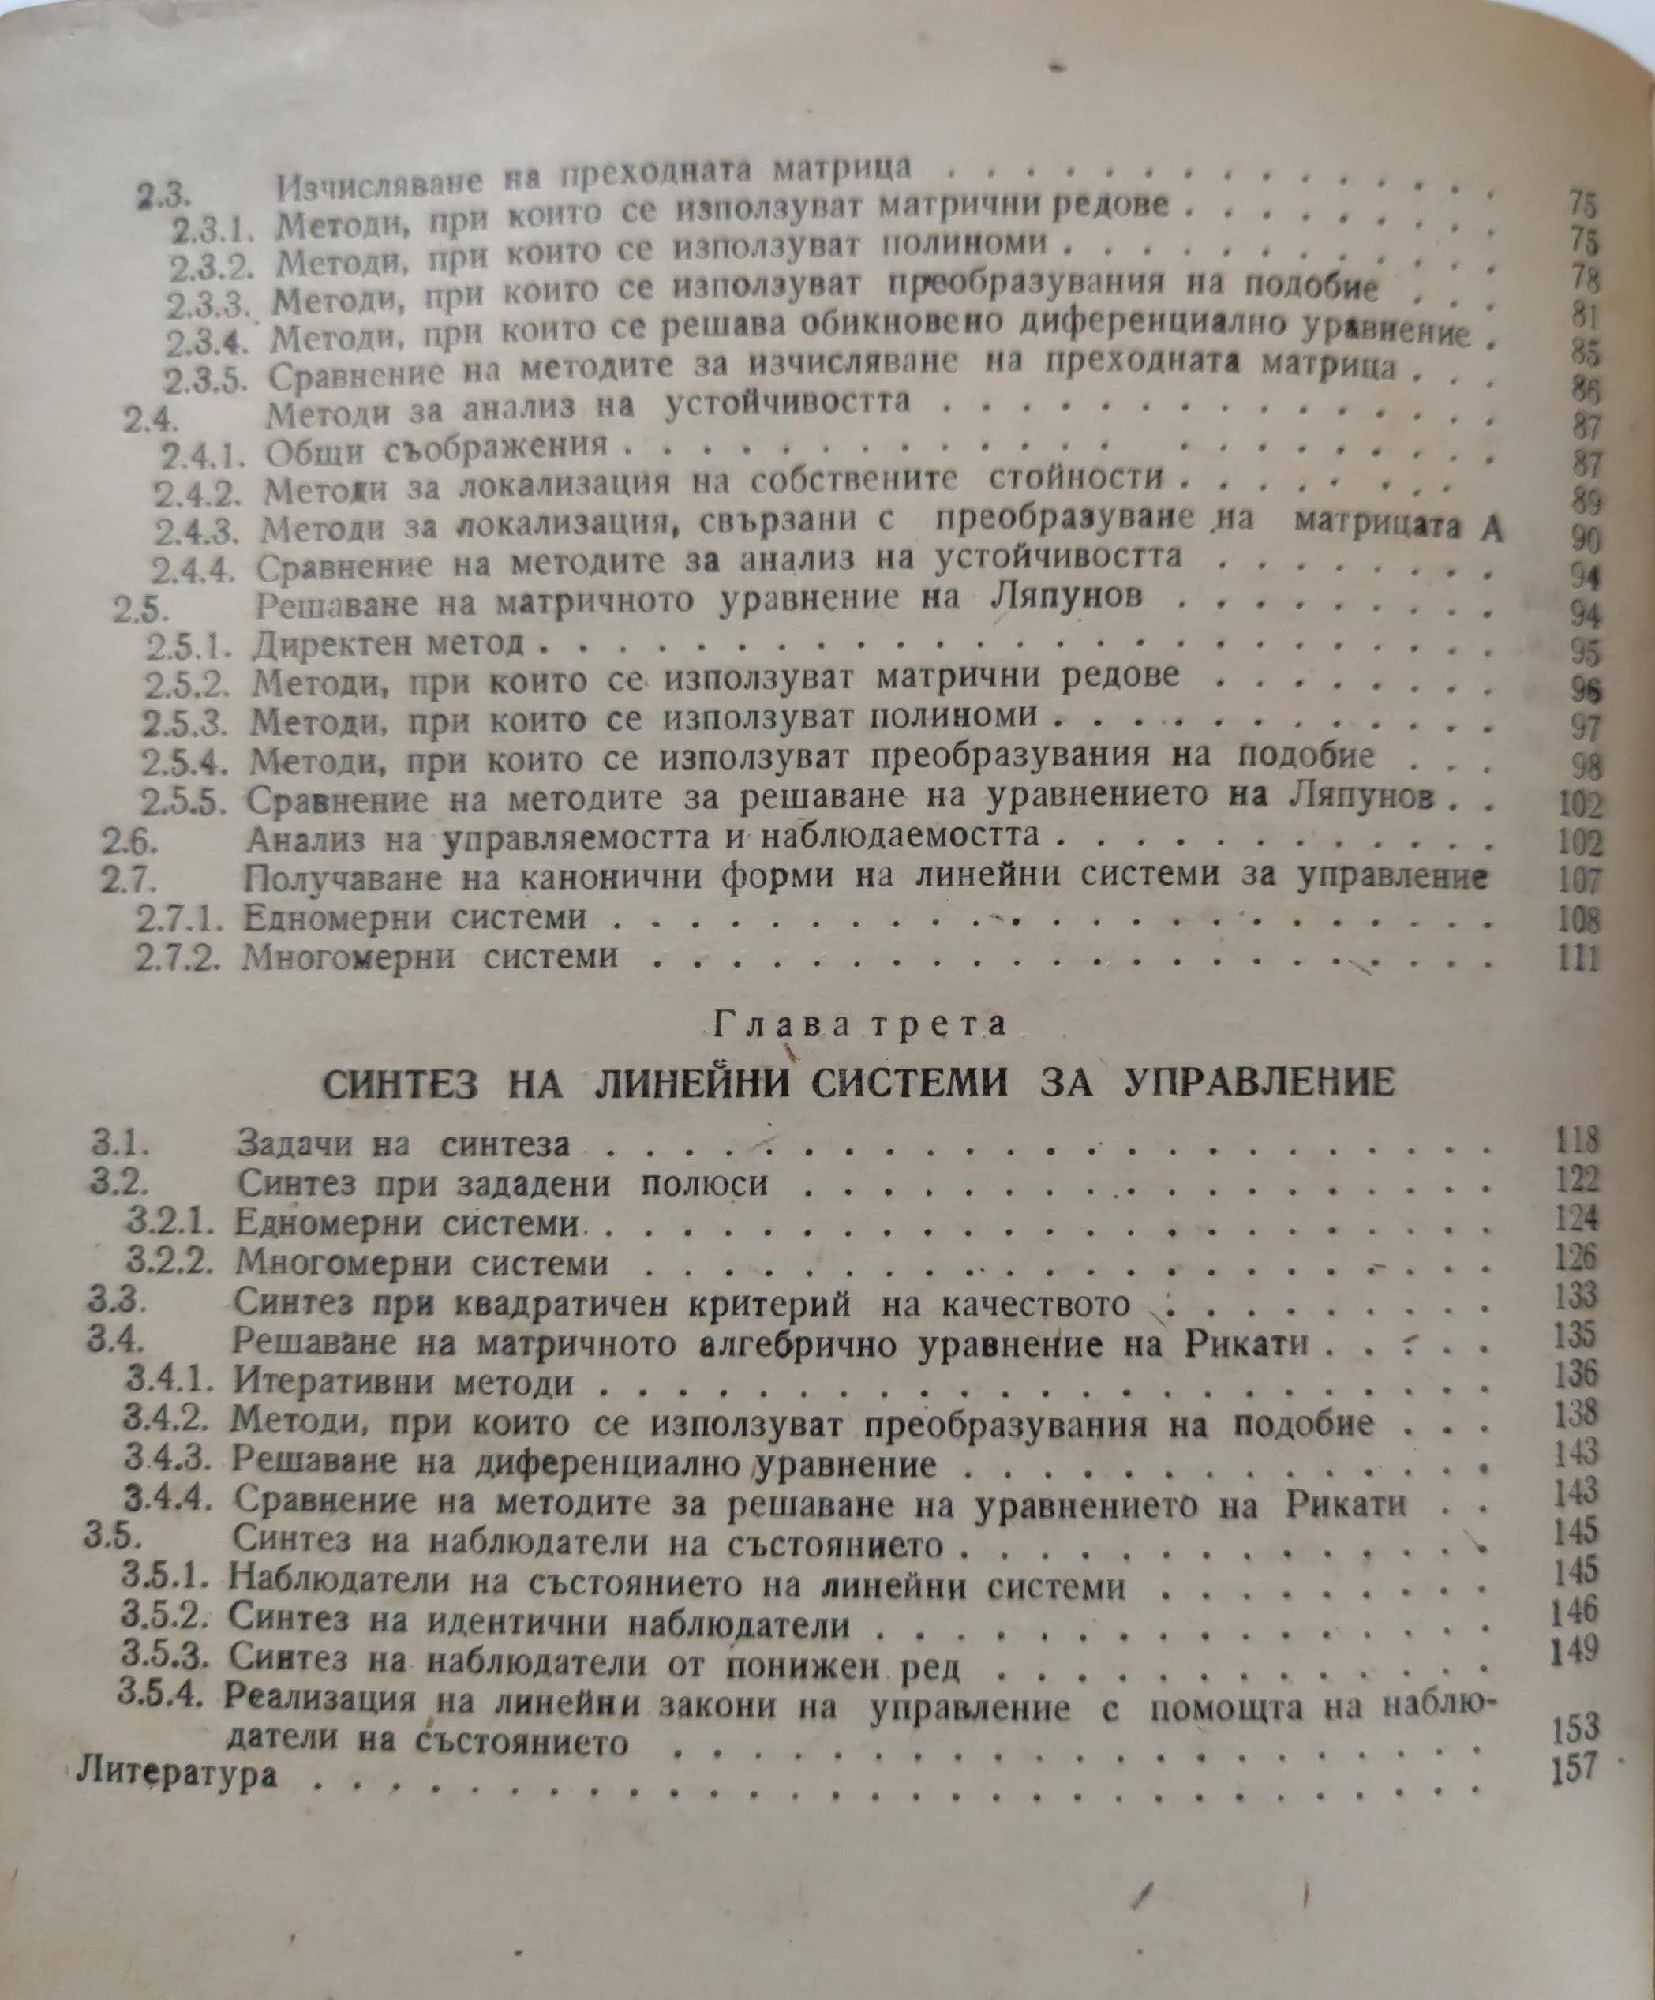 2.3. Изчисляване на преходната матрица . . . . . . . . . . . . . . 75
2.3.1. Методи, при които се използуват матрични редове . . . . . . . . 75
2.3.2. Методи, при които се използуват полиноми . . . . . . . . . . . 78
2.3.3. Методи, при които се използуват преобразувания на подобие . . . 81
2.3.4. Методи, при които се решава обикновено диференциално уравнение . 85
2.3.5. Сравнение на методите за изчисляване на преходната матрица . . . 86
2.4. Методи за анализ на устойчивостта . . . . . . . . . . . . . . 87
2.4.1. Общи съображения . . . . . . . . . . . . . . . . . . . . . 87
2.4.2. Методи за локализация на собствените стойности . . . . . . . . 89
2.4.3. Методи за локализация, свързани с преобразуване на матрицата А 90
2.4.4. Сравнение на методите за анализ на устойчивостта . . . . . . . . 94
2.5. Решаване на матричното уравнение на Ляпунов . . . . . . . . . 94
2.5.1. Директен метод . . . . . . . . . . . . . . . . . . . . . . . . 95
2.5.2. Методи, при които се използуват матрични редове . . . . . . . . 96
2.5.3. Методи, при които се използуват полиноми . . . . . . . . . . . . 97
2.5.4. Методи, при които се използуват преобразувания на подобие . . . 98
2.5.5. Сравнение на методите за решаване на уравнението на Ляпунов . . 102
2.6. Анализ на управляемостта и наблюдаемостта . . . . . . . . . . . . 102
2.7. Получаване на канонични форми на линейни системи за управление 107
2.7.1. Едномерни системи . . . . . . . . . . . . . . . . . . . . . . . 108
2.7.2. Многомерни системи . . . . . . . . . . . . . . . . . . . . . . 111
Глава трета
СИНТЕЗ НА ЛИНЕЙНИ СИСТЕМИ ЗА УПРАВЛЕНИЕ
3.1. Задачи на синтеза . . . . . . . . . . . . . . . . . . . . . . . 118
3.2. Синтез при зададени полюси . . . . . . . . . . . . . . . . . . 122
3.2.1. Едномерни системи . . . . . . . . . . . . . . . . . . . . . . . 124
3.2.2. Многомерни системи . . . . . . . . . . . . . . . . . . . . . . 126
3.3. Синтез при квадратичен критерий на качеството . . . . . . . . . 133
3.4. Решаване на матричното алгебрично уравнение на Рикати . . . . . 135
3.4.1. Итеративни методи . . . . . . . . . . . . . . . . . . . . . . . 136
3.4.2. Методи, при които се използуват преобразувания на подобие . . . 138
3.4.3. Решаване на диференциално уравнение . . . . . . . . . . . . . . 143
3.4.4. Сравнение на методите за решаване на уравнението на Рикати . . 143
3.5. Синтез на наблюдатели на състоянието . . . . . . . . . . . . . . 145
3.5.1. Наблюдатели на състоянието на линейни системи . . . . . . . . . 145
3.5.2. Синтез на идентични наблюдатели . . . . . . . . . . . . . . . . 146
3.5.3. Синтез на наблюдатели от понижен ред . . . . . . . . . . . . . 149
3.5.4. Реализация на линейни закони на управление с помощта на наблю-
датели на състоянието . . . . . . . . . . . . . . . . . . . . . 153
Литература . . . . . . . . . . . . . . . . . . . . . . . . . . . . . 157